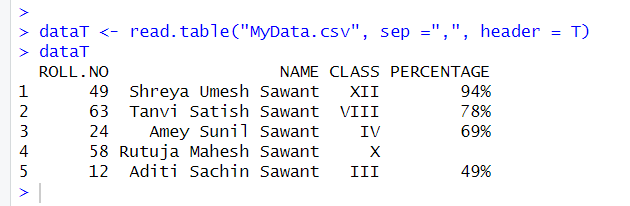 >
> dataT <- read.table("MyData.csv", sep =",", header = T)
> dataT
ROLL.NO NAME CLASS PERCENTAGE
1 49 Shreya Umesh Sawant XII 94%
2 63 Tanvi Satish Sawant VIII 78%
3 24 Amey Sunil Sawant IV 69%
4 58 Rutuja Mahesh Sawant X
5 12 Aditi Sachin Sawant III 49%
>